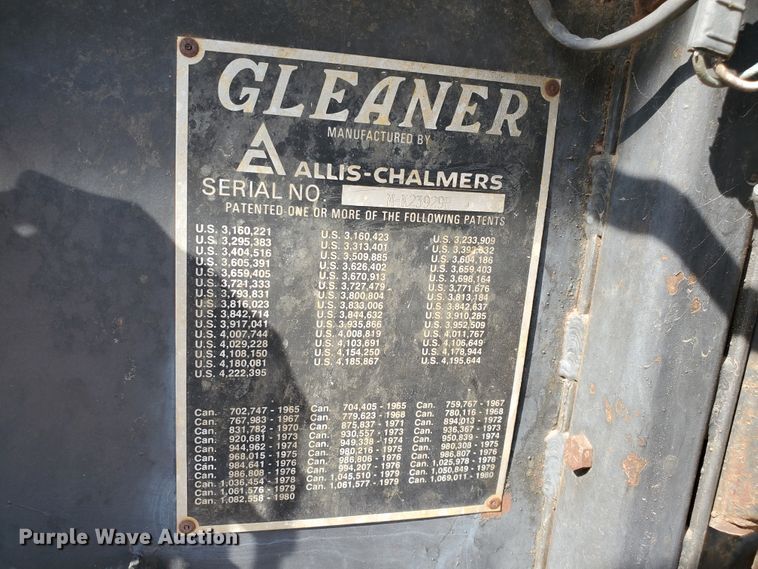 GLEANER
MANUFACTURED BY
ALLIS-CHALMERS
SERIAL NO.
PATENTED ONE OR MORE OF THE FOLLOWING PATENTS
U.S. 3,160,221 U.S. 3,160,423 U.S. 3,233,909
U.S. 3,295,383 U.S. 3,313,401
U.S. 3,404,516 U.S. 3,509,885 U.S. 3,604,186
U.S. 3,605,391 U.S. 3,626,402 U.S. 3,659,403
U.S. 3,659,405 U.S. 3,670,913 U.S. 3,698,164
U.S. 3,721,333 U.S. 3,727,479 U.S. 3,771,676
U.S. 3,793,831 U.S. 3,800,804 U.S. 3,813,184
U.S. 3,816,023 U.S. 3,833,006 U.S. 3,842,637
U.S. 3,842,714 U.S. 3,844,632 U.S. 3,910,285
U.S. 3,917,041 U.S. 3,935,866 U.S. 3,952,509
U.S. 4,007,744 U.S. 4,008,819 U.S. 4,011,767
U.S. 4,029,228 U.S. 4,103,691 U.S. 4,106,649
U.S. 4,108,150 U.S. 4,154,250 U.S. 4,178,944
U.S. 4,180,081 U.S. 4,185,867 U.S. 4,195,644
U.S. 4,222,395
Can. 702,747 - 1965 Can. 704,405 - 1965 Can. 759,767 - 1967
Can. 767,983 - 1967 Can. 779,623 - 1968 Can. 780,116 - 1968
Can. 831,782 - 1970 Can. 875,837 - 1971 Can. 894,013 - 1972
Can. 920,681 - 1973 Can. 930,557 - 1973 Can. 936,367 - 1973
Can. 944,962 - 1974 Can. 949,338 - 1974 Can. 950,839 - 1974
Can. 968,015 - 1975 Can. 980,216 - 1975 Can. 980,308 - 1975
Can. 984,641 - 1976 Can. 986,806 - 1976 Can. 986,807 - 1976
Can. 986,808 - 1976 Can. 994,207 - 1976 Can. 1,025,978 - 1978
Can. 1,036,454 - 1978 Can. 1,045,510 - 1979 Can. 1,050,849 - 1979
Can. 1,061,576 - 1979 Can. 1,061,577 - 1979 Can. 1,069,011 - 1980
Can. 1,082,558 - 1980
Purple Wave Auction